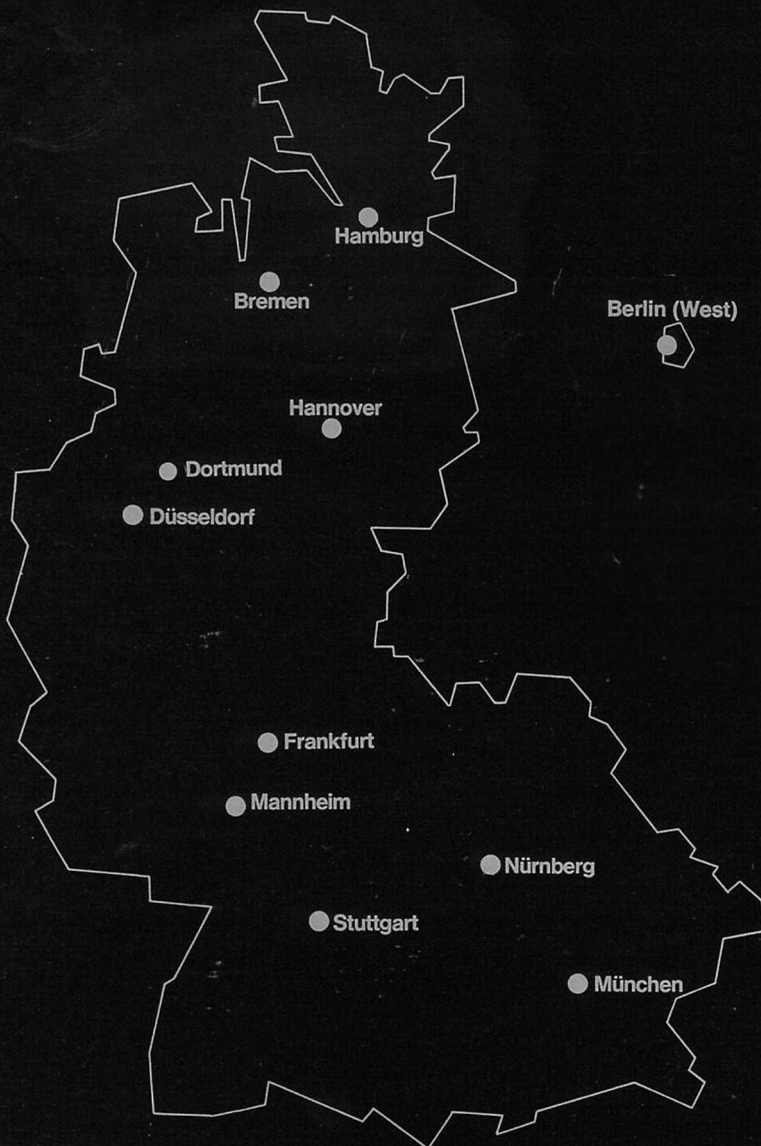 Hamburg
Bremen
Berlin (West)
Hannover
Dortmund
Düsseldorf
Frankfurt
Mannheim
Nürnberg
Stuttgart
München